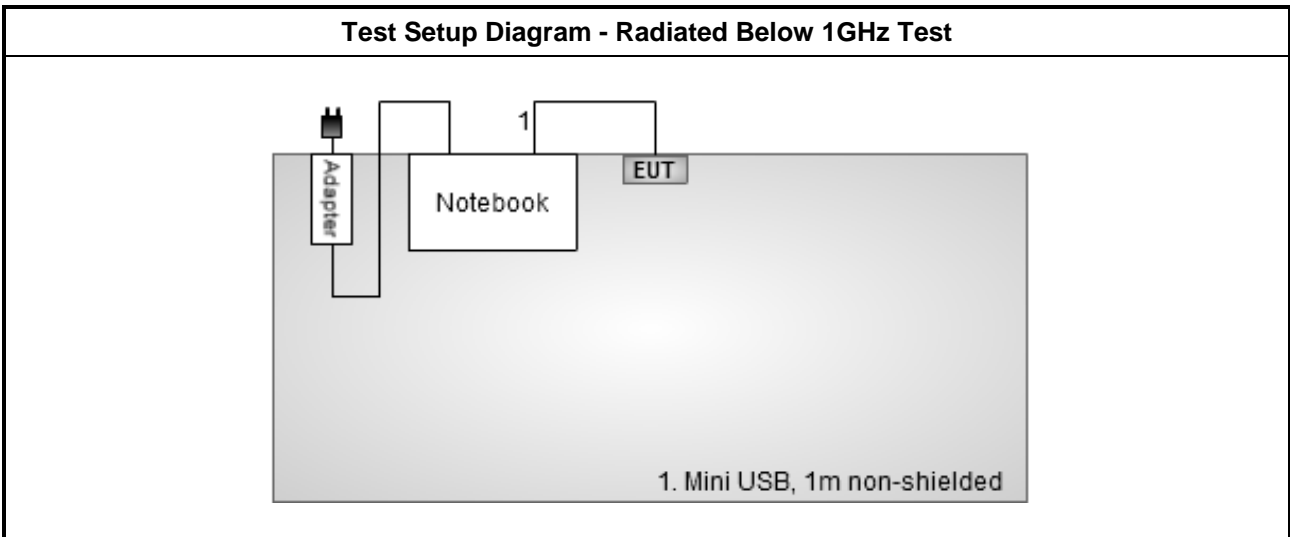 Test Setup Diagram - Radiated Below 1GHz Test
1
Adapter
Notebook
EUT
1. Mini USB, 1m non-shielded